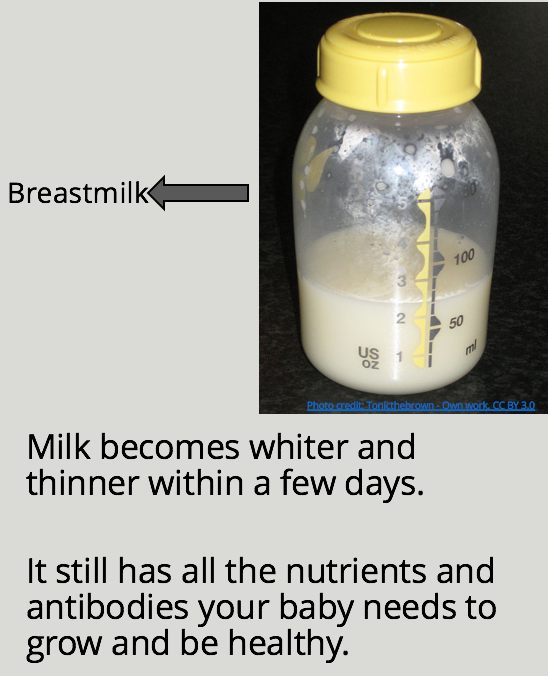 Breastmilk
80
5
4
100
3
2
50
US
oz
1
ml
Photo credit: Tonicthebrown - Own work, CC BY 3.0
Milk becomes whiter and
thinner within a few days.
It still has all the nutrients and
antibodies your baby needs to
grow and be healthy.